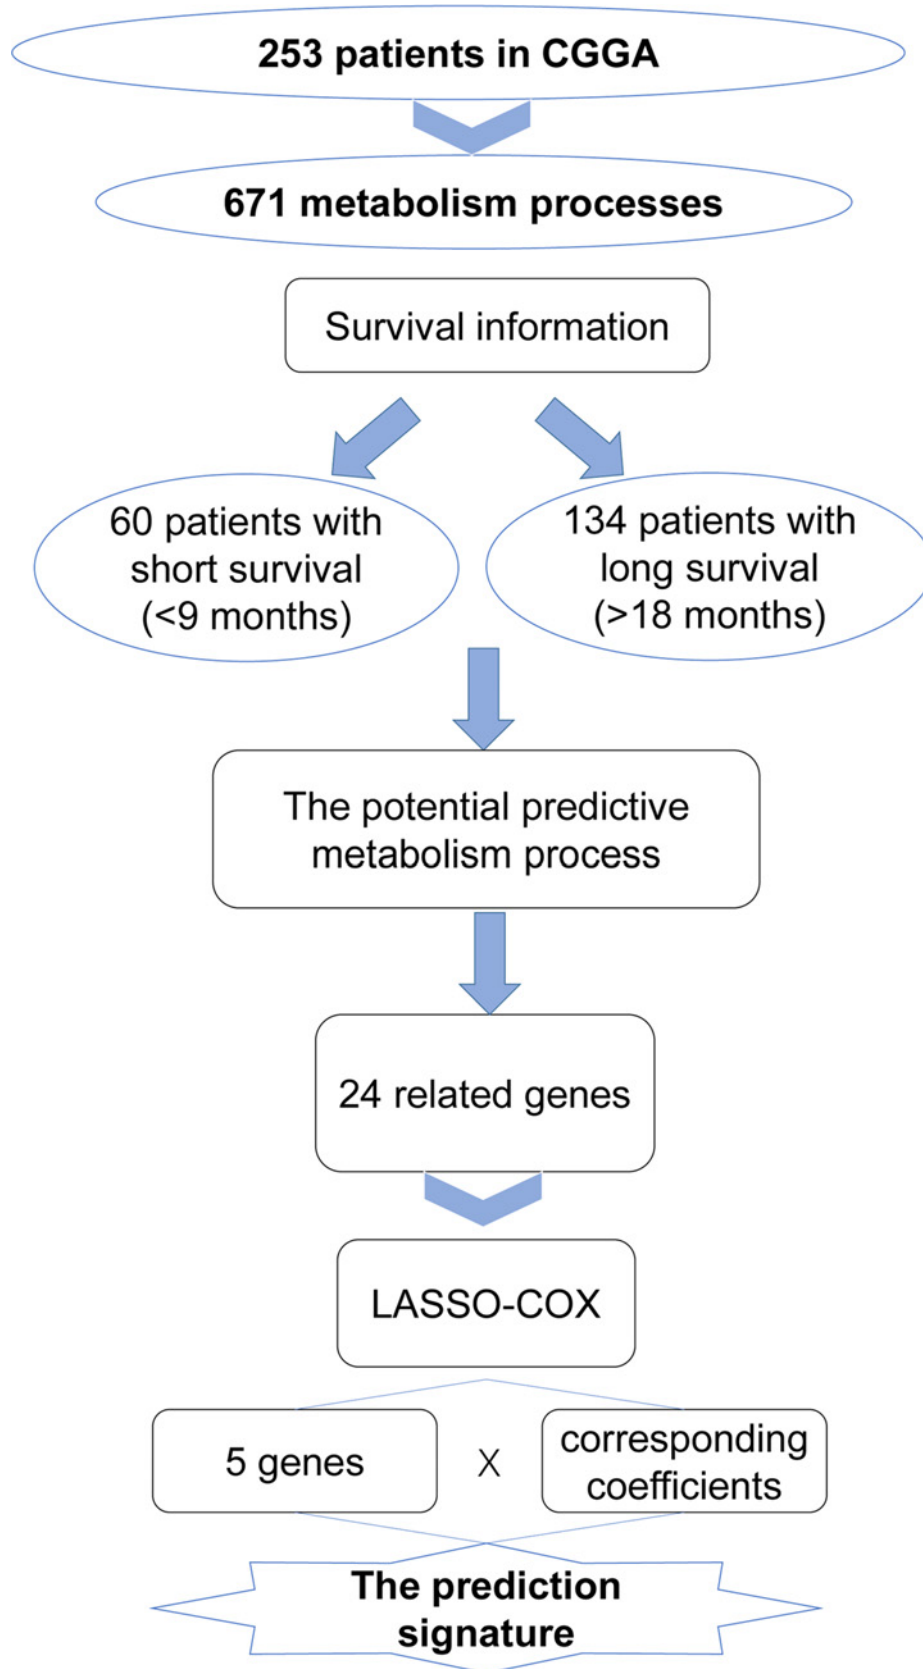 253 patients in CGGA
671 metabolism processes
Survival information
60 patients with
short survival
(<9 months)
134 patients with
long survival
(>18 months)
The potential predictive
metabolism process
24 related genes
LASSO-COX
5 genes
X
corresponding
coefficients
The prediction
signature